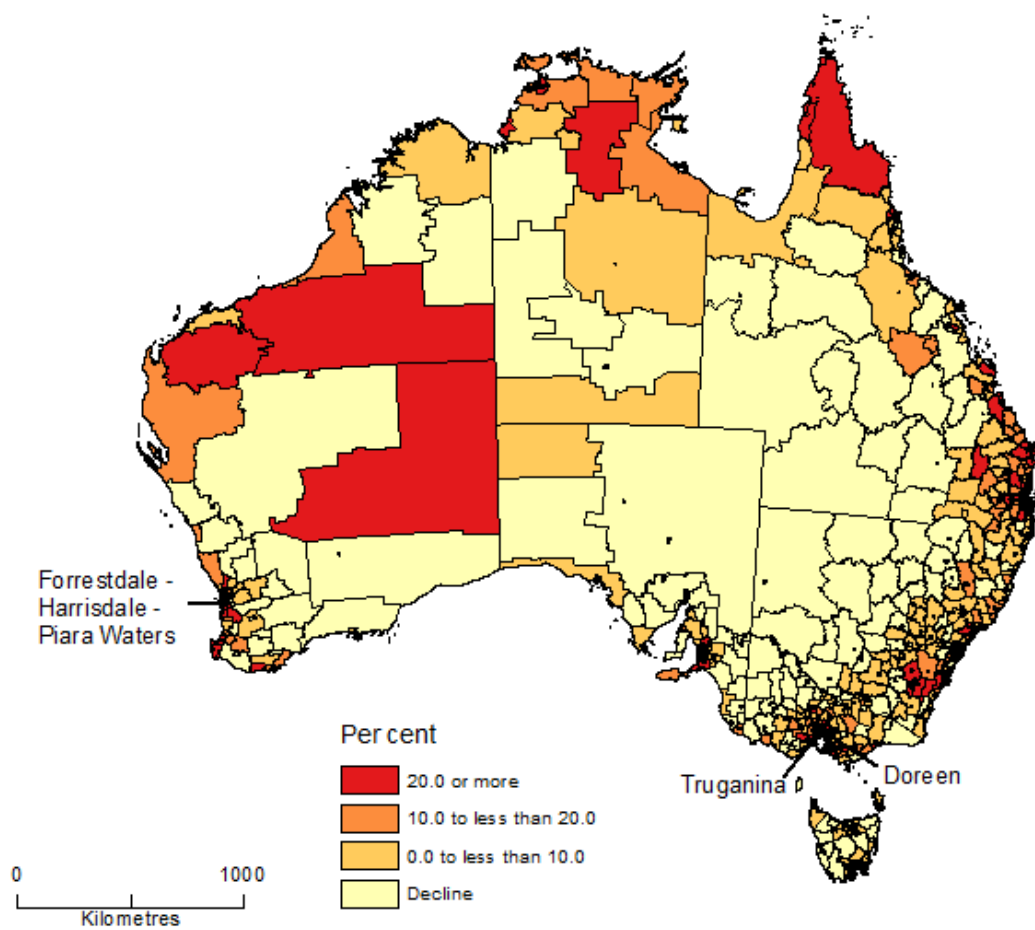 Forrestdale -
Harrisdale -
Piara Waters
Per cent
20.0 or more
10.0 to less than 20.0
0.0 to less than 10.0
Decline
Truganina
Doreen
0 1000
Kilometres